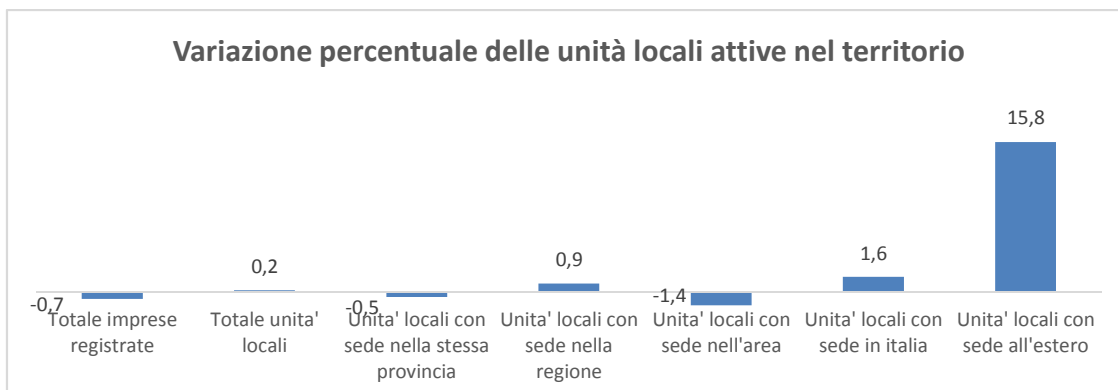 Variazione percentuale delle unità locali attive nel territorio
15,8
1,6
0,9
0,2
-0,7
-0,5
-1,4
Totale imprese
registrate
Totale unita'
locali
Unita' locali con
sede nella stessa
provincia
Unita' locali con
sede nella
regione
Unita' locali con
sede nell'area
Unita' locali con
sede in italia
Unita' locali con
sede all'estero